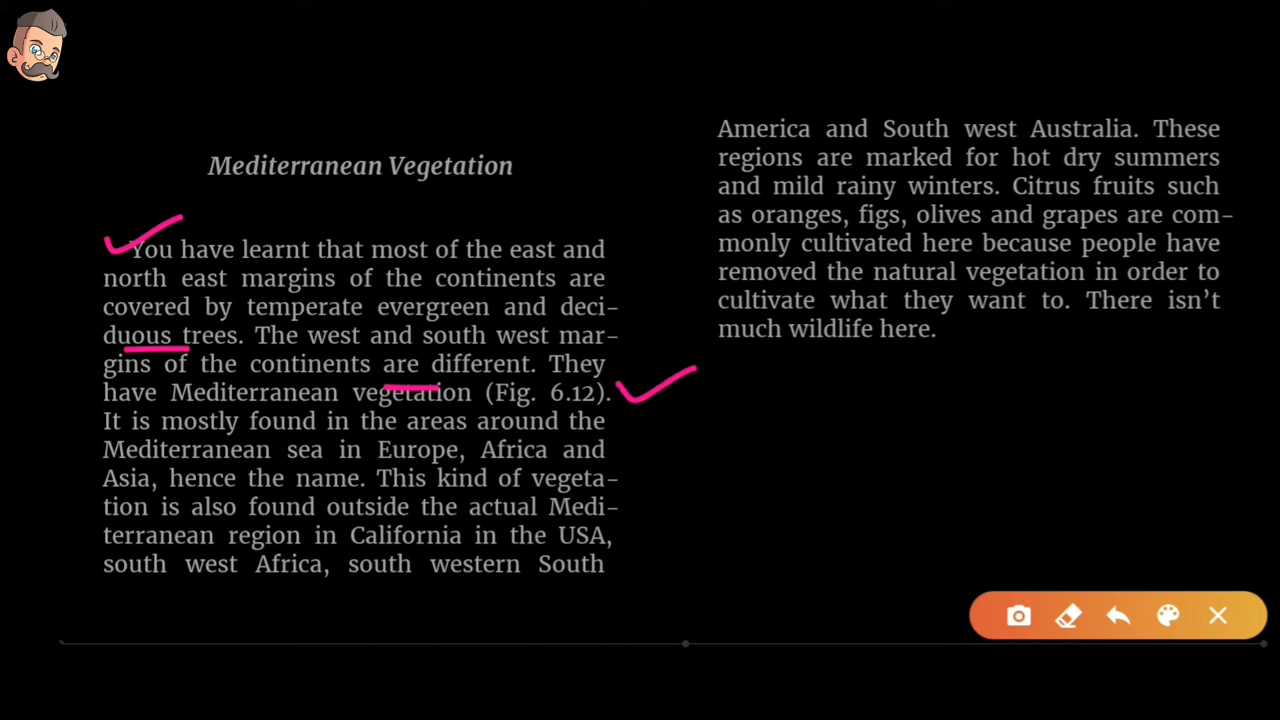 Mediterranean Vegetation
You have learnt that most of the east and
north east margins of the continents are
covered by temperate evergreen and deci-
duous trees. The west and south west mar-
gins of the continents are different. They
have Mediterranean vegetation (Fig. 6.12).
It is mostly found in the areas around the
Mediterranean sea in Europe, Africa and
Asia, hence the name. This kind of vegeta-
tion is also found outside the actual Medi-
terranean region in California in the USA,
south west Africa, south western South
America and South west Australia. These
regions are marked for hot dry summers
and mild rainy winters. Citrus fruits such
as oranges, figs, olives and grapes are com-
monly cultivated here because people have
removed the natural vegetation in order to
cultivate what they want to. There isn't
much wildlife here.